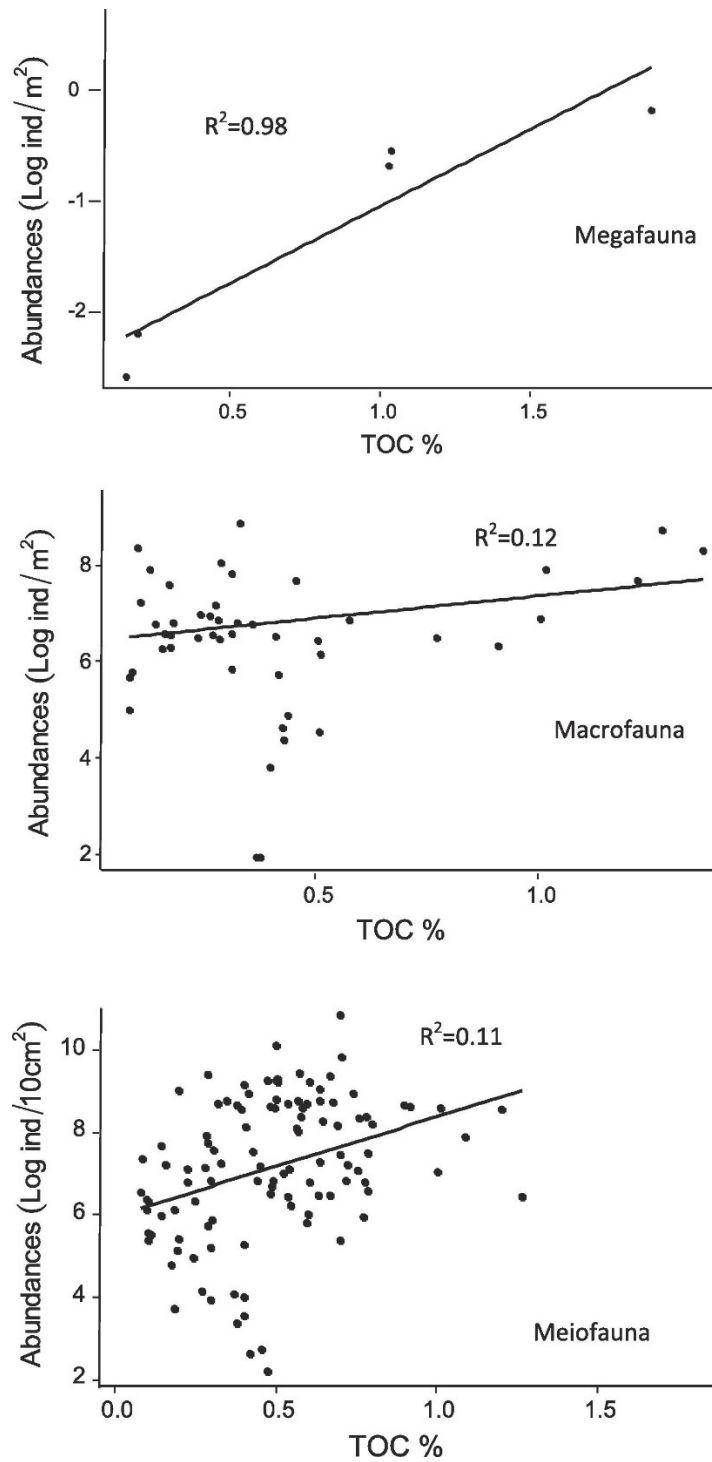 Abundances (Log ind/m²)
0
-1
-2
R²=0.98
Megafauna
0.5
1.0
1.5
TOC %
Abundances (Log ind/m²)
8
6
4
2
R²=0.12
Macrofauna
0.5
1.0
TOC %
Abundances (Log ind/10cm²)
10
8
6
4
2
R²=0.11
Meiofauna
0.0
0.5
1.0
1.5
TOC %